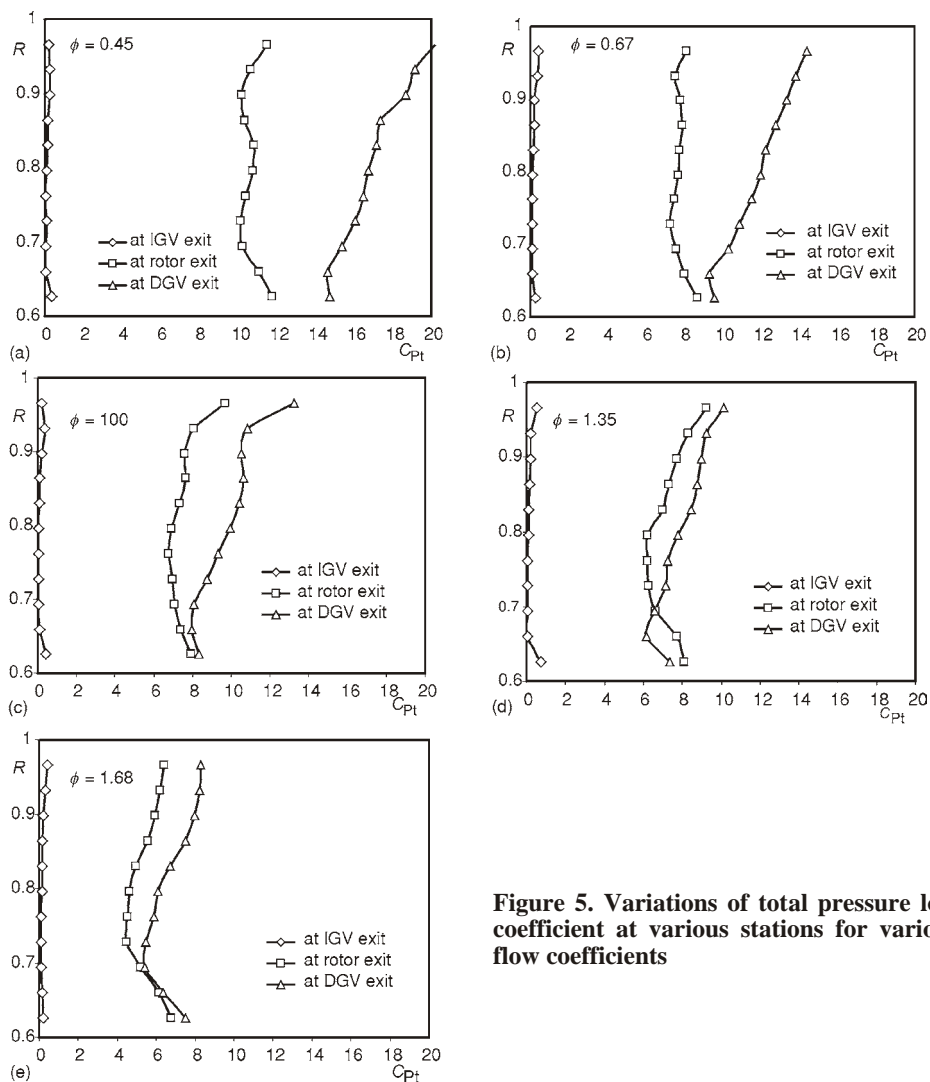 1
R
ϕ = 0.45
0.9
0.8
0.7
0.6
at IGV exit
at rotor exit
at DGV exit
0 2 4 6 8 10 12 14 16 18 20
(a)
C_Pt
1
R
ϕ = 0.67
0.9
0.8
0.7
0.6
at IGV exit
at rotor exit
at DGV exit
0 2 4 6 8 10 12 14 16 18 20
(b)
C_Pt
1
R
ϕ = 100
0.9
0.8
0.7
0.6
at IGV exit
at rotor exit
at DGV exit
0 2 4 6 8 10 12 14 16 18 20
(c)
C_Pt
1
R
ϕ = 1.35
0.9
0.8
0.7
0.6
at IGV exit
at rotor exit
at DGV exit
0 2 4 6 8 10 12 14 16 18 20
(d)
C_Pt
1
R
ϕ = 1.68
0.9
0.8
0.7
0.6
at IGV exit
at rotor exit
at DGV exit
0 2 4 6 8 10 12 14 16 18 20
(e)
C_Pt
Figure 5. Variations of total pressure
coefficient at various stations for
flow coefficients